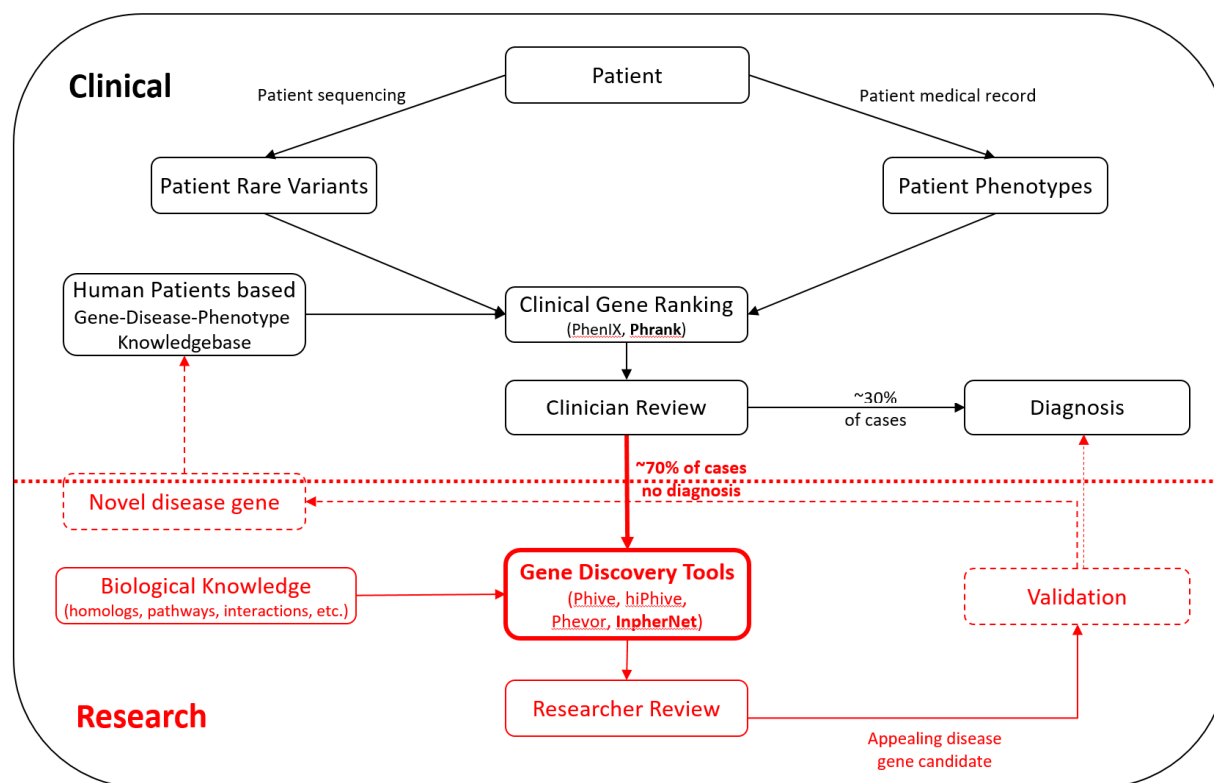 Clinical
Patient
Patient sequencing
Patient medical record
Patient Rare Variants
Patient Phenotypes
Human Patients based
Gene-Disease-Phenotype
Knowledgebase
Clinical Gene Ranking
(PhenIX, Phrank)
Clinician Review
~30%
of cases
Diagnosis
~70% of cases
no diagnosis
Novel disease gene
Biological Knowledge
(homologs, pathways, interactions, etc.)
Gene Discovery Tools
(Phive, hiPhive,
Phevor, InpherNet)
Validation
Research
Researcher Review
Appealing disease
gene candidate